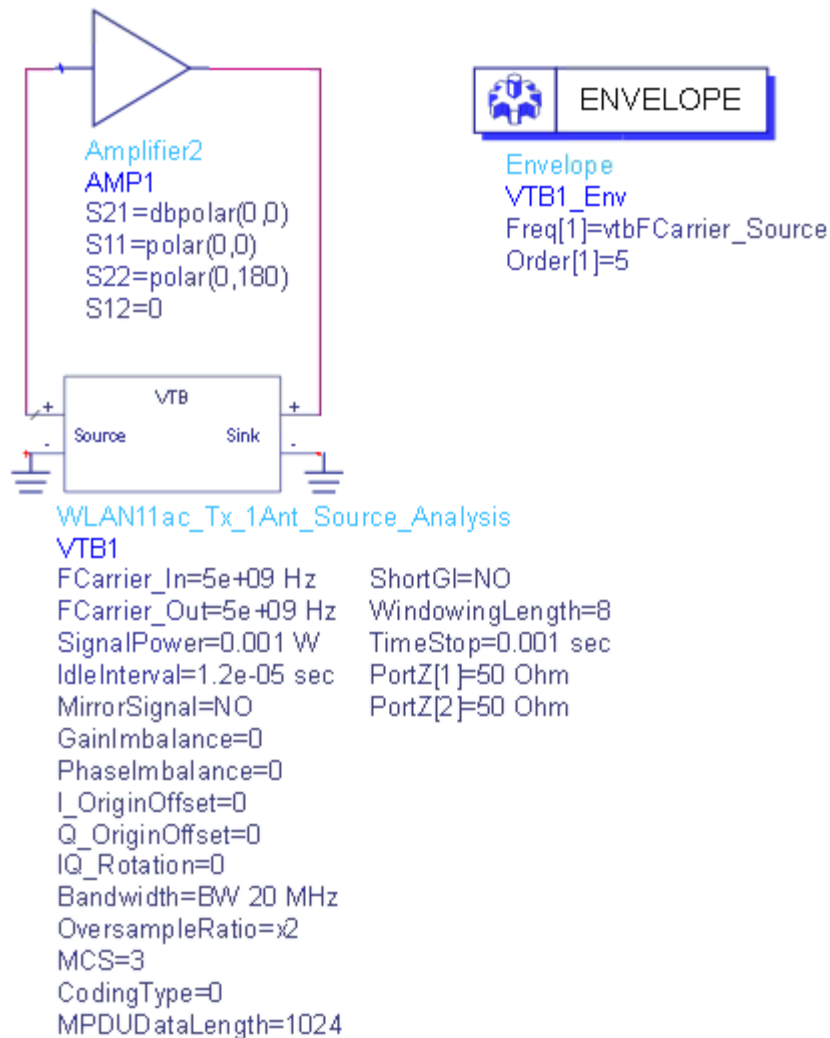 ENVELOPE
Amplifier2
AMP1
S21=dbpolar(0,0)
S11=polar(0,0)
S22=polar(0,180)
S12=0
Envelope
VTB1_Env
Freq[1]=vtbFCarrier_Source
Order[1]=5
VTB
+ +
Source Sink
- -
WLAN11ac_Tx_1Ant_Source_Analysis
VTB1
FCarrier_In=5e+09 Hz
FCarrier_Out=5e+09 Hz
SignalPower=0.001 W
IdleInterval=1.2e-05 sec
MirrorSignal=NO
GainImbalance=0
PhaseImbalance=0
I_OriginOffset=0
Q_OriginOffset=0
IQ_Rotation=0
Bandwidth=BW 20 MHz
OversampleRatio=x2
MCS=3
CodingType=0
MPDUDataLength=1024
ShortGI=NO
WindowingLength=8
TimeStop=0.001 sec
PortZ[1]=50 Ohm
PortZ[2]=50 Ohm